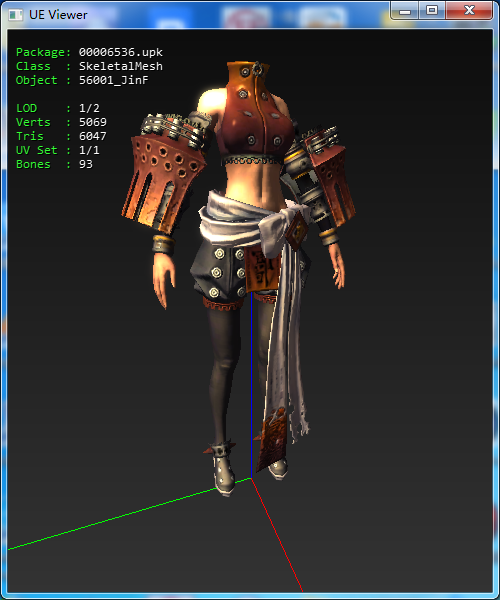 UE Viewer
Package: 00006536.upk
Class : SkeletalMesh
Object : 56001_JinF
LOD : 1/2
Verts : 5069
Tris : 6047
UV Set : 1/1
Bones : 93